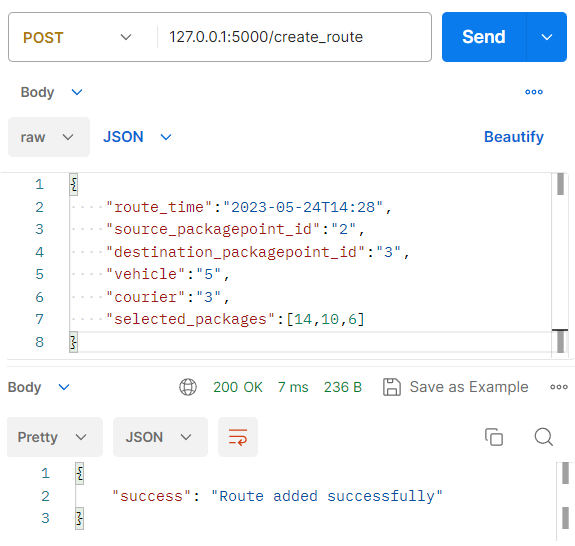 POST 127.0.0.1:5000/create_route Send
Body
raw JSON Beautify
1 {
2 "route_time":"2023-05-24T14:28",
3 "source_packagepoint_id":"2",
4 "destination_packagepoint_id":"3",
5 "vehicle":"5",
6 "courier":"3",
7 "selected_packages":[14,10,6]
8 }
Body 200 OK 7 ms 236 B Save as Example
Pretty JSON
1 {
2 "success": "Route added successfully"
3 }